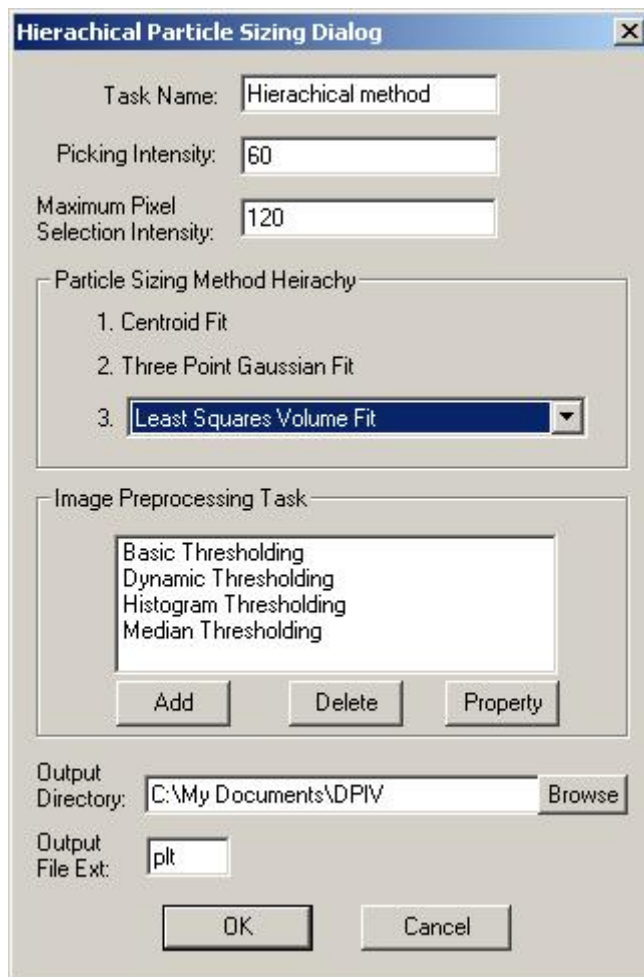 Hierachical Particle Sizing Dialog
Task Name: Hierachical method
Picking Intensity: 60
Maximum Pixel
Selection Intensity: 120
Particle Sizing Method Heirachy
1. Centroid Fit
2. Three Point Gaussian Fit
3. Least Squares Volume Fit
Image Preprocessing Task
Basic Thresholding
Dynamic Thresholding
Histogram Thresholding
Median Thresholding
Add Delete Property
Output
Directory: C:\My Documents\DPIV Browse
Output
File Ext: plt
OK Cancel